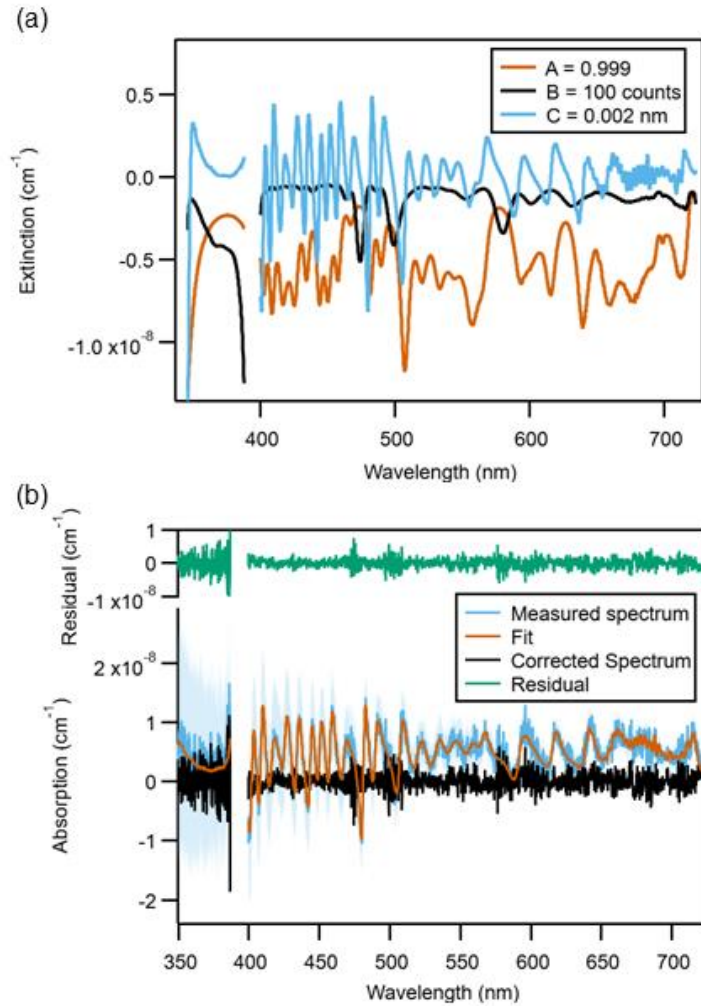 (a)
Extinction (cm-1)
0.5
0.0
-0.5
-1.0 x10-8
A = 0.999
B = 100 counts
C = 0.002 nm
400
500
600
700
Wavelength (nm)
(b)
Residual (cm-1)
1
0
-1 x10-8
Absorption (cm-1)
2 x10-8
1
0
-1
-2
Measured spectrum
Fit
Corrected Spectrum
Residual
350
400
450
500
550
600
650
700
Wavelength (nm)